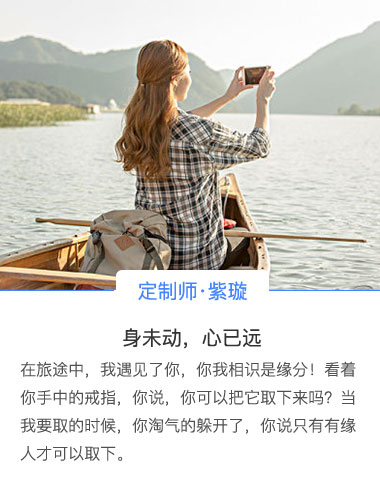 定制师·紫璇
身未动，心已远
在旅途中，我遇见了你，你我相识是缘分！看着
你手中的戒指，你说，你可以把它取下来吗？当
我要取的时候，你淘气的躲开了，你说只有有缘
人才可以取下。